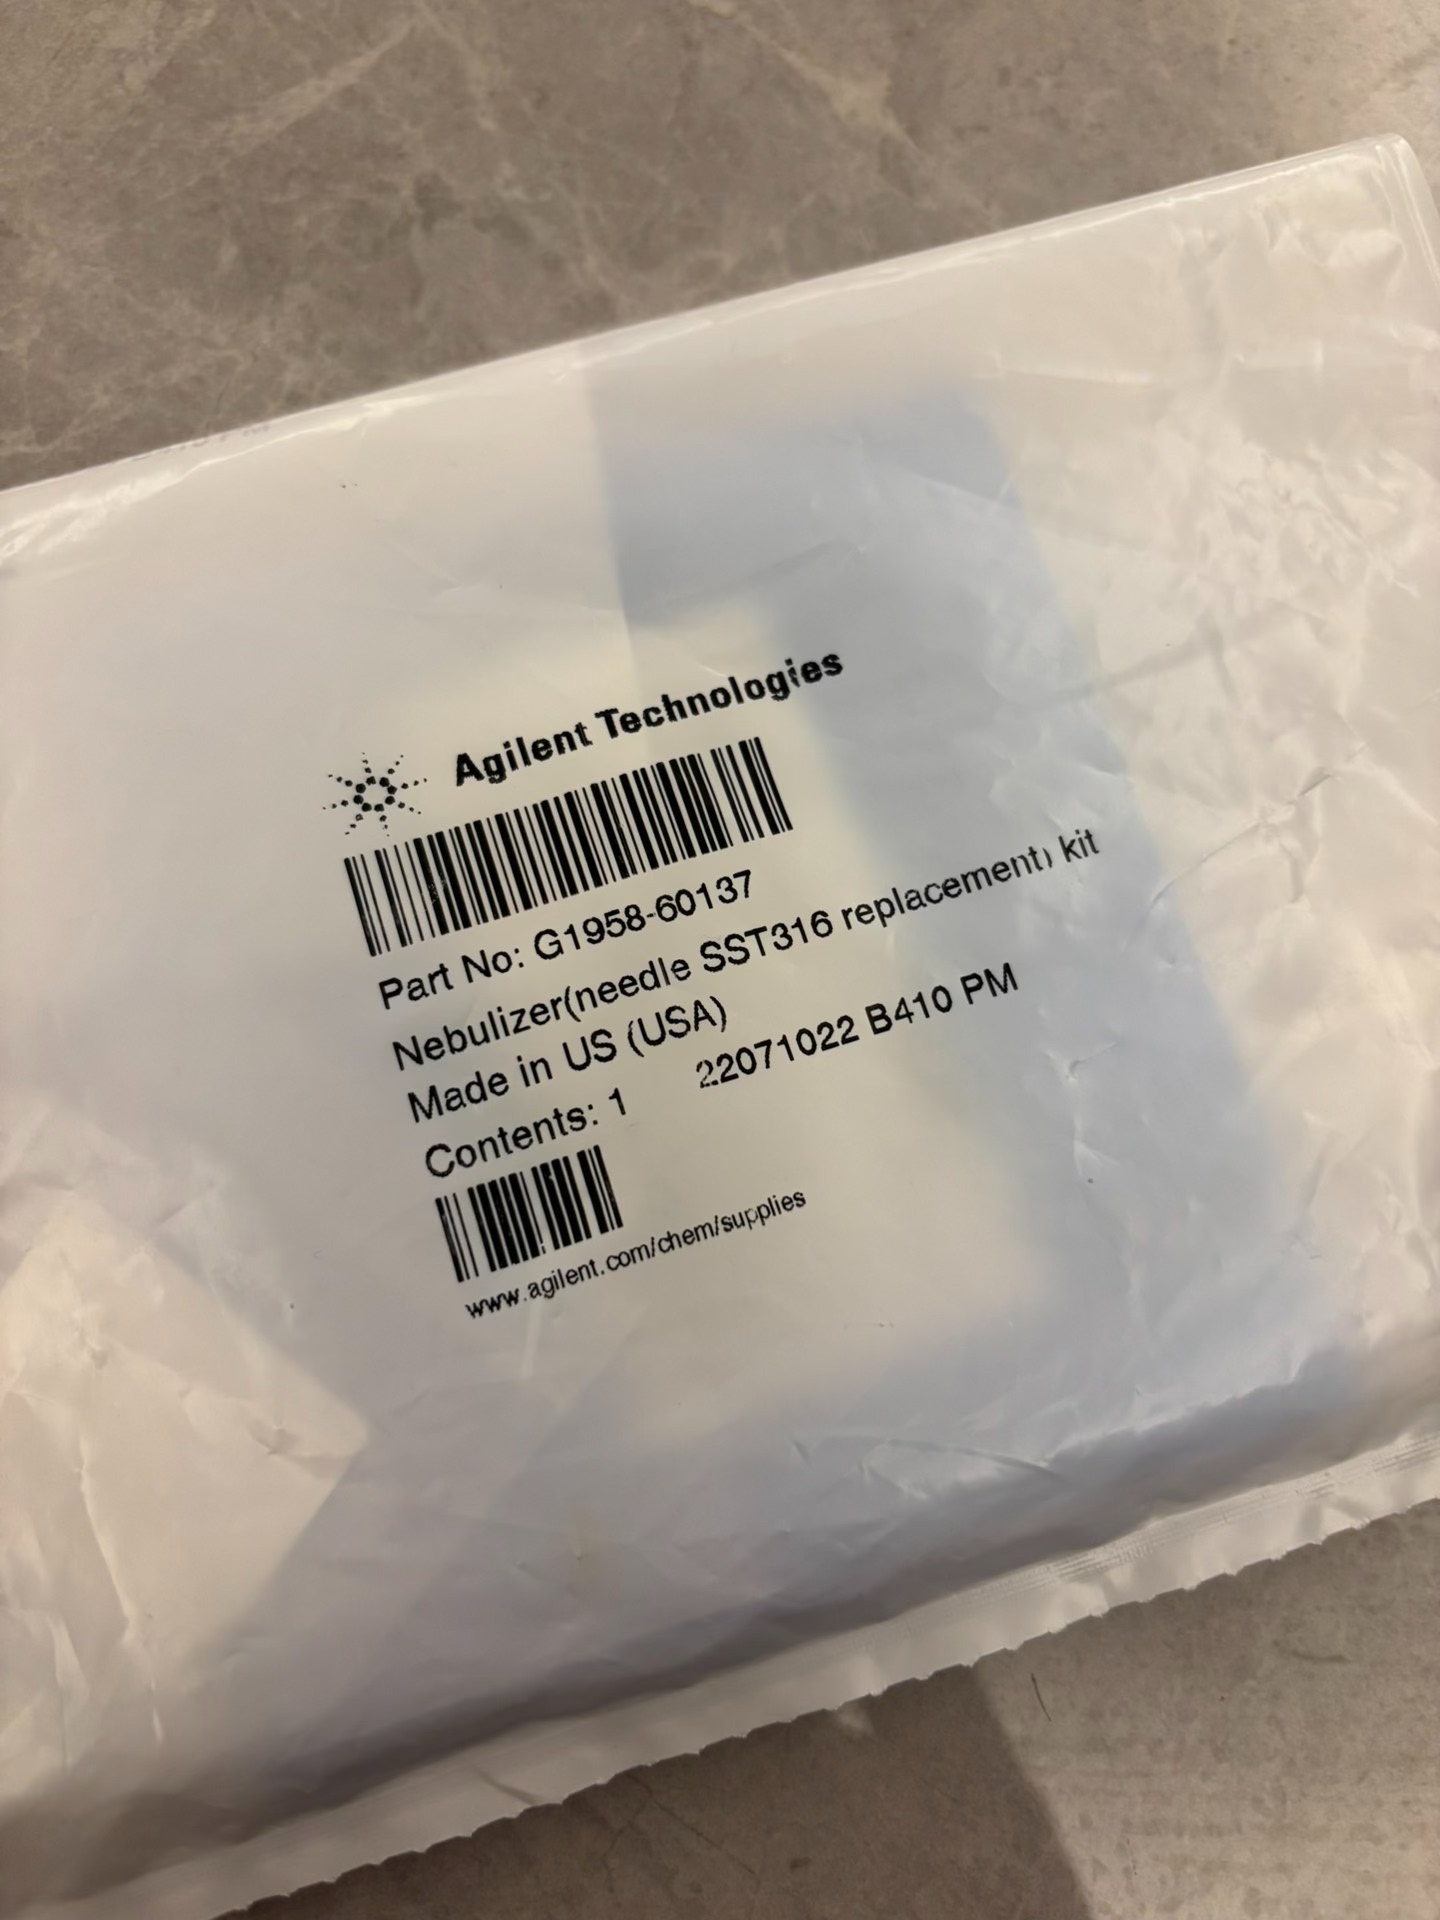 Agilent Technologies
Part No: G1958-60137
Nebulizer(needle SST316 replacement) kit
Made in US (USA)
Contents: 1 22071022 B410 PM
www.agilent.com/chem/supplies